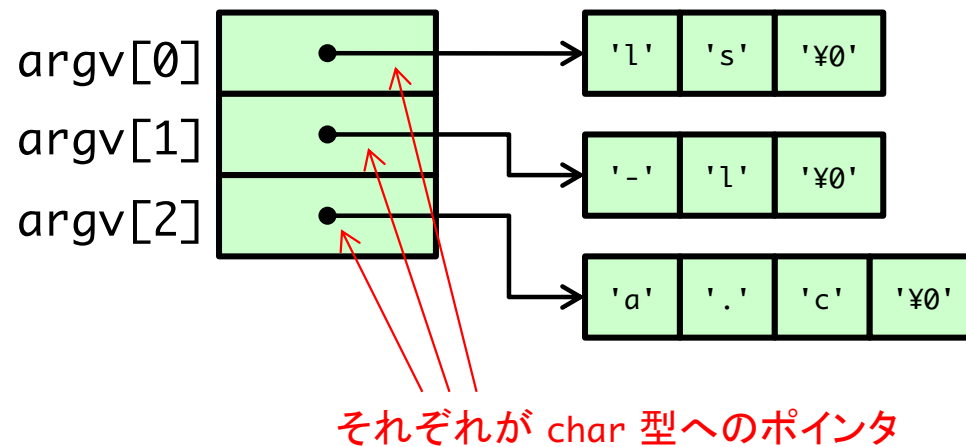 argv[0] 'l' 's' '¥0'
argv[1] '-' 'l' '¥0'
argv[2] 'a' '.' 'c' '¥0'
それぞれが char 型へのポインタ